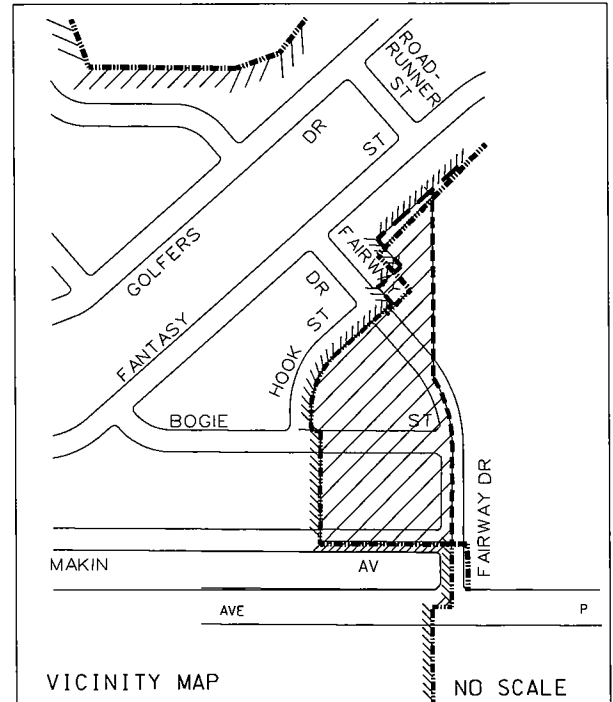 ROAD-
RUNNER
ST
DR
ST
GOLFERS
FAIRWY
DR
ST
FANTASY
HOOK
BOGIE
ST
FAIRWAY DR
MAKIN
AV
AVE
P
VICINITY MAP
NO SCALE